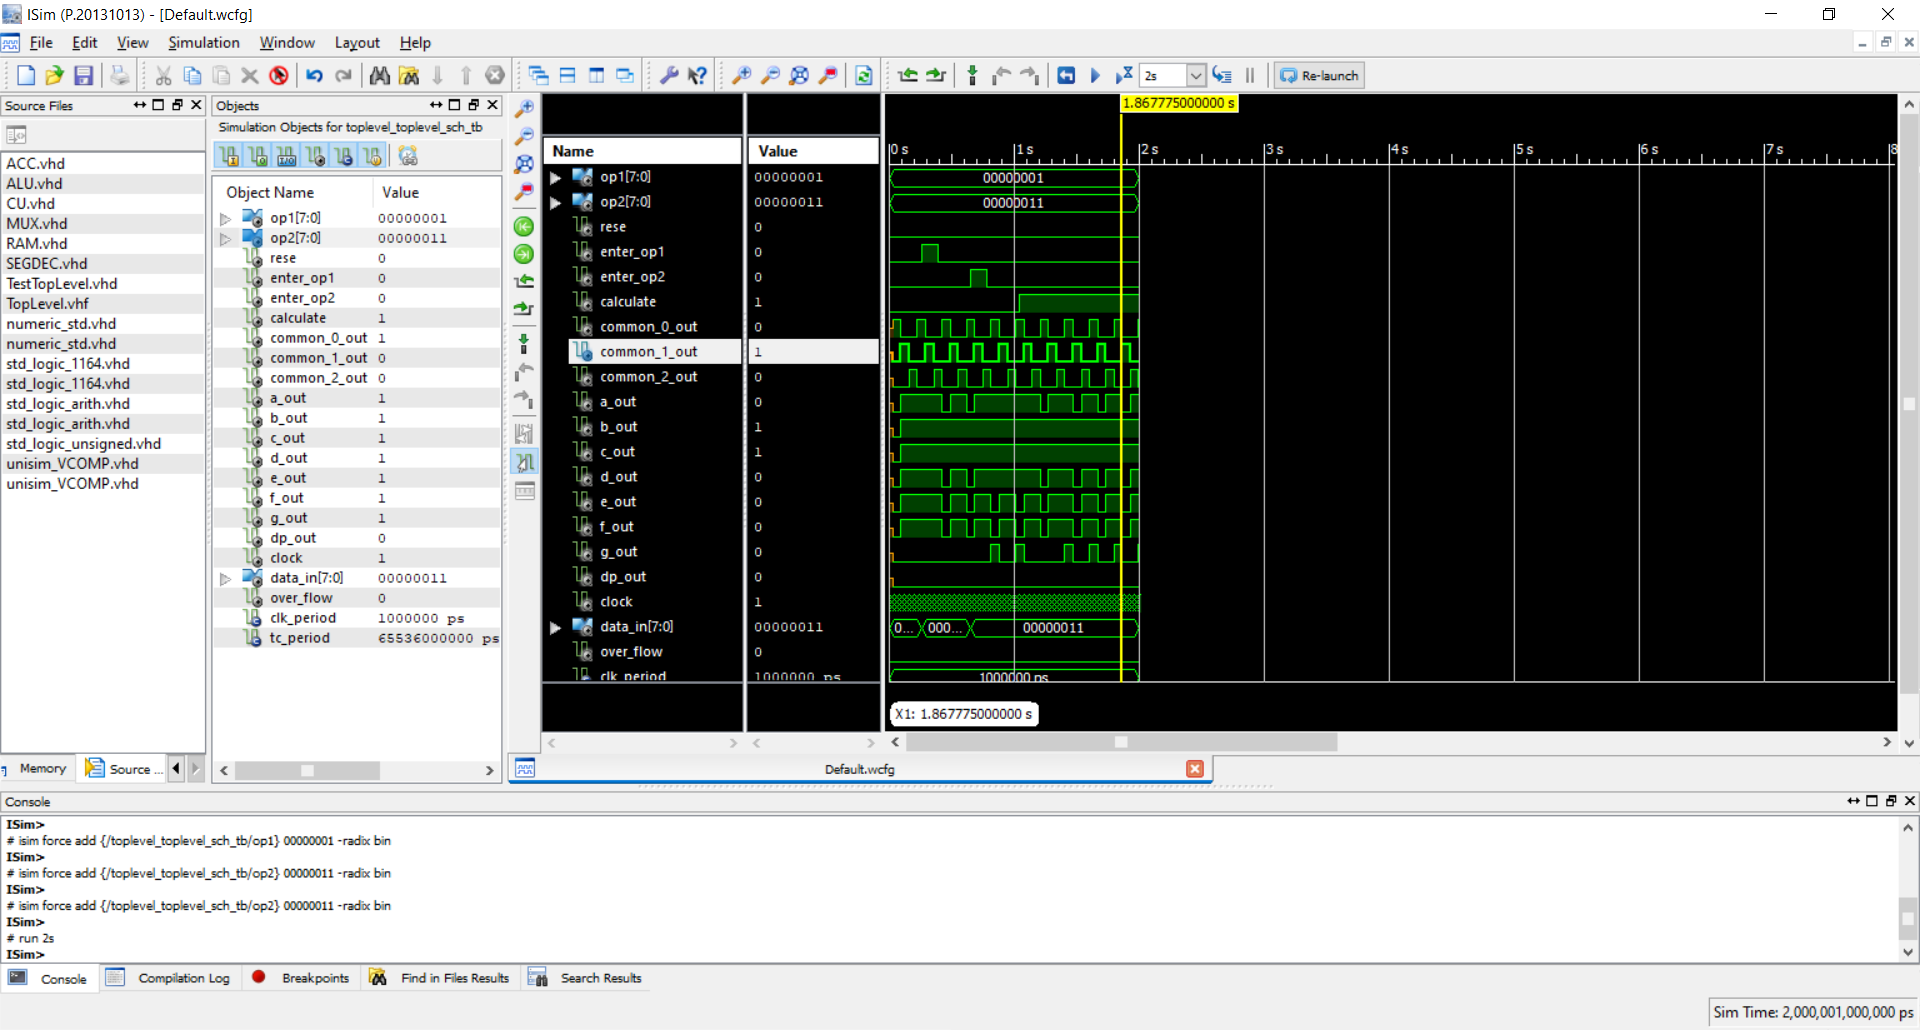 ISim (P.20131013) - [Default.wcfg]
File Edit View Simulation Window Layout Help
2s Re-launch
Source Files
ACC.vhd
ALU.vhd
CU.vhd
MUX.vhd
RAM.vhd
SEGDEC.vhd
TestTopLevel.vhd
TopLevel.vhf
numeric_std.vhd
numeric_std.vhd
std_logic_1164.vhd
std_logic_1164.vhd
std_logic_arith.vhd
std_logic_arith.vhd
std_logic_unsigned.vhd
unisim_VCOMP.vhd
unisim_VCOMP.vhd
Memory Source ...
Objects
Simulation Objects for toplevel_toplevel_sch_tb
Object Name Value
op1[7:0] 00000001
op2[7:0] 00000011
rese 0
enter_op1 0
enter_op2 0
calculate 1
common_0_out 1
common_1_out 0
common_2_out 0
a_out 1
b_out 1
c_out 1
d_out 1
e_out 1
f_out 1
g_out 1
dp_out 0
clock 1
data_in[7:0] 00000011
over_flow 0
clk_period 1000000 ps
tc_period 65536000000 ps
1.867775000000 s
Name Value 0 s 1 s 2 s 3 s 4 s 5 s 6 s 7 s 8
op1[7:0] 00000001 00000001
op2[7:0] 00000011 00000011
rese 0
enter_op1 0
enter_op2 0
calculate 1
common_0_out 0
common_1_out 1
common_2_out 0
a_out 0
b_out 1
c_out 1
d_out 0
e_out 0
f_out 0
g_out 0
dp_out 0
clock 1
data_in[7:0] 00000011 0... 000... 00000011
over_flow 0
clk_period 1000000 ps 1000000 ps
X1: 1.867775000000 s
Default.wcfg
Console
ISim>
# isim force add {/toplevel_toplevel_sch_tb/op1} 00000001 -radix bin
ISim>
# isim force add {/toplevel_toplevel_sch_tb/op2} 00000011 -radix bin
ISim>
# isim force add {/toplevel_toplevel_sch_tb/op2} 00000011 -radix bin
ISim>
# run 2s
ISim>
Console Compilation Log Breakpoints Find in Files Results Search Results
Sim Time: 2,000,001,000,000 ps